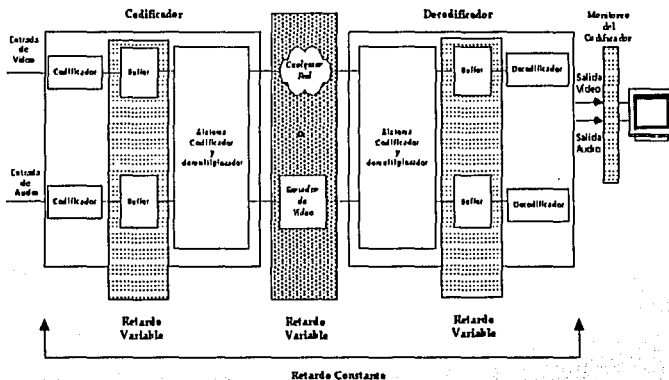 Codificador
Decodificador
Monitoreo
del
Codificador
Entrada
de
Video
Codificador
Buffer
Sistema
Codificador
y
demultiplexador
Cualquier
Red
o
Servidor
de
Video
Sistema
Codificador
y
demultiplexador
Buffer
Decodificador
Salida
Video
Salida
Audio
Entrada
de
Audio
Codificador
Buffer
Buffer
Decodificador
Retardo
Variable
Retardo
Variable
Retardo
Variable
Retardo Constante